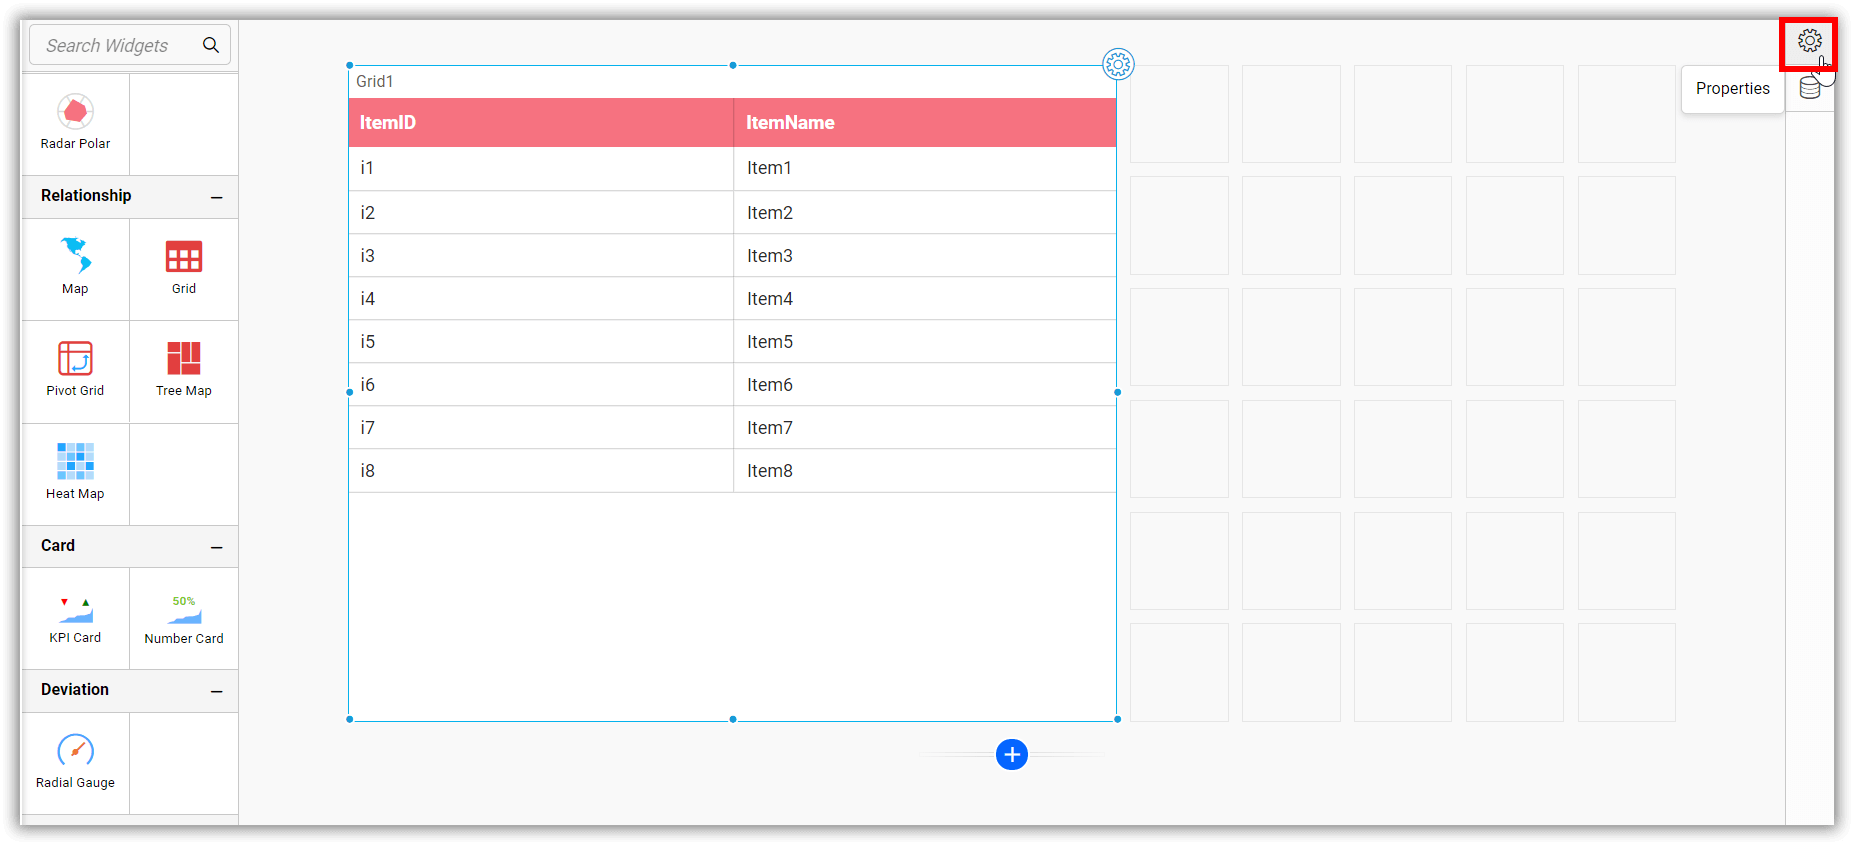 Search Widgets
Radar Polar
Relationship
Map
Grid
Pivot Grid
Tree Map
Heat Map
Card
KPI Card
50%
Number Card
Deviation
Radial Gauge
Grid1
ItemID ItemName
i1 Item1
i2 Item2
i3 Item3
i4 Item4
i5 Item5
i6 Item6
i7 Item7
i8 Item8
Properties